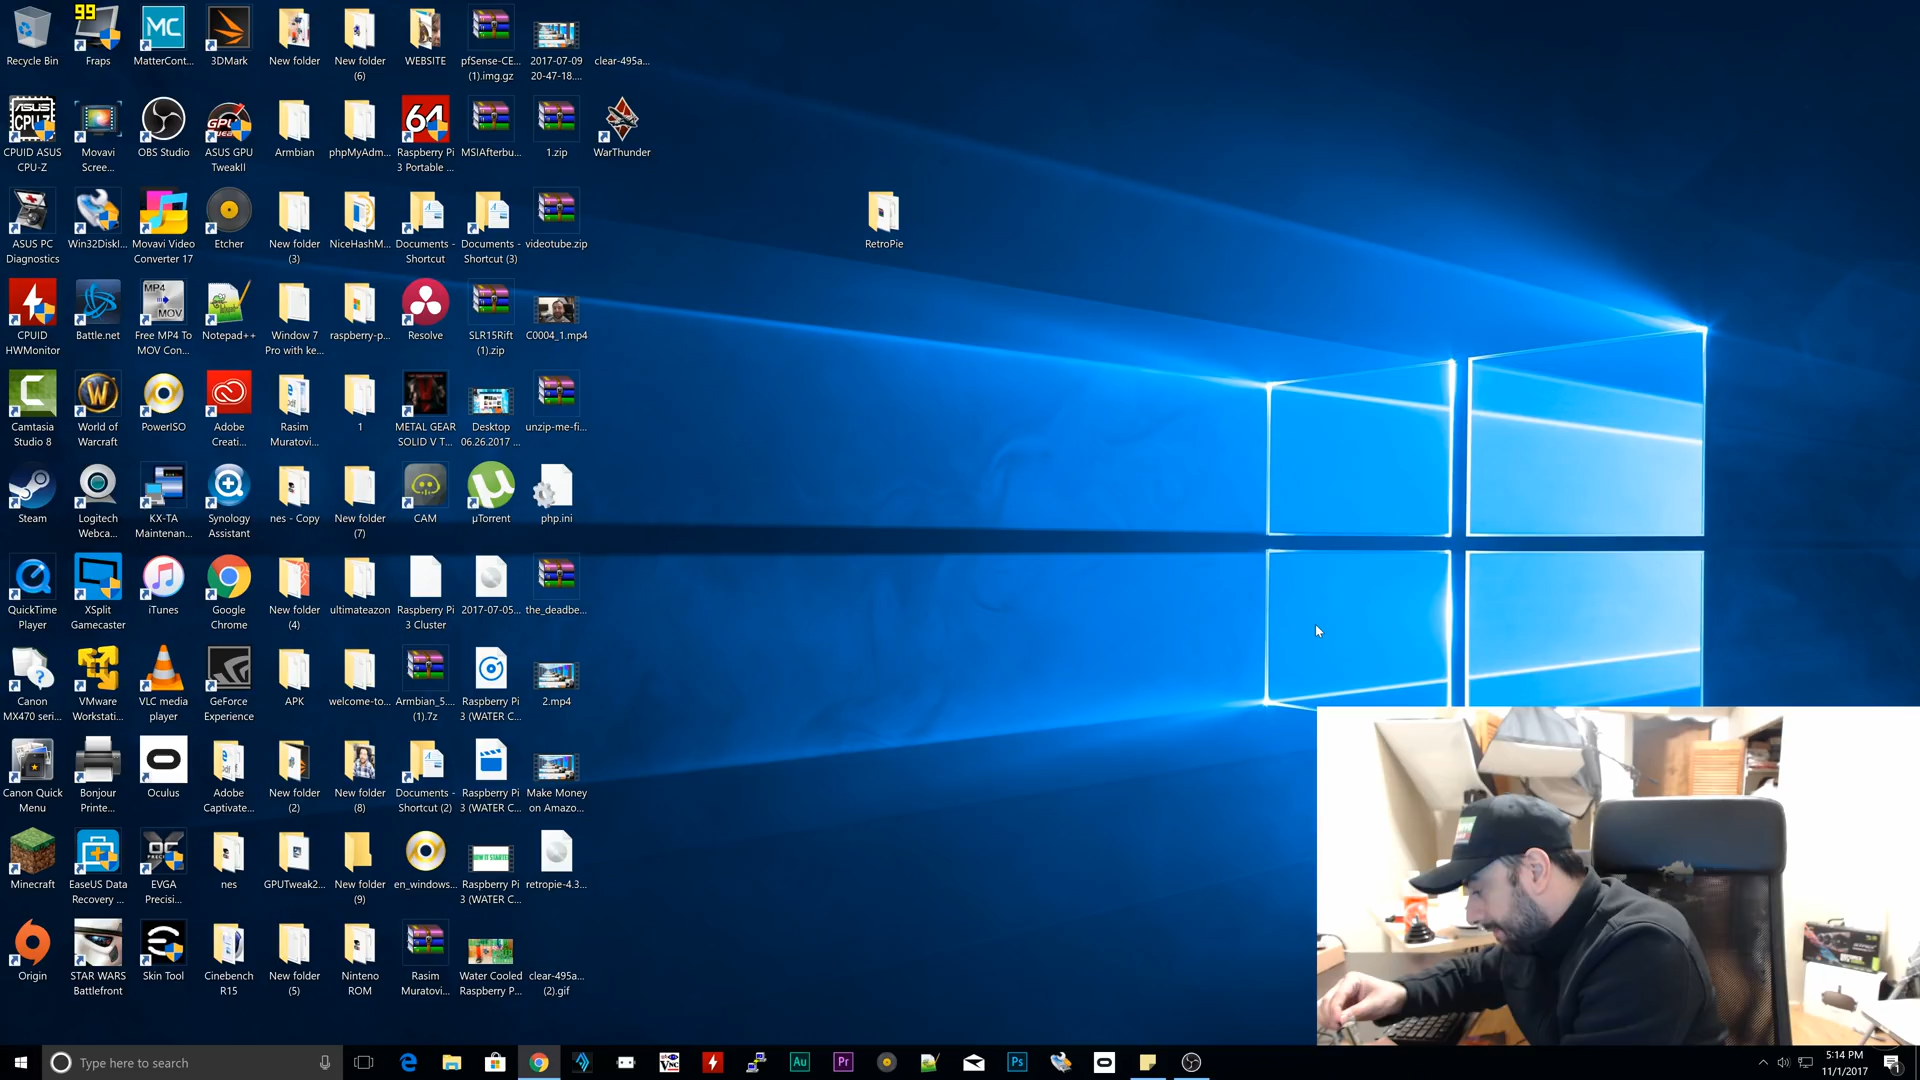 99
Recycle Bin
Fraps
MatterCont...
3DMark
New folder
New folder
(6)
WEBSITE
pfSense-CE...
(1).img.gz
2017-07-09
20-47-18....
clear-495a...
MC
CPUID ASUS
CPU-Z
Movavi
Scree...
OBS Studio
ASUS GPU
TweakII
Armbian
phpMyAdm...
64
Raspberry Pi
3 Portable ...
MSIAfterbu...
1.zip
WarThunder
ASUS PC
Diagnostics
Win32DiskI...
Movavi Video
Converter 17
Etcher
New folder
(3)
NiceHashM...
Documents -
Shortcut
Documents -
Shortcut (3)
videotube.zip
RetroPie
CPUID
HWMonitor
Battle.net
MP4
MOV
Free MP4 To
MOV Con...
Notepad++
Window 7
Pro with ke...
raspberry-p...
Resolve
SLR15Rift
(1).zip
C0004_1.mp4
Camtasia
Studio 8
World of
Warcraft
PowerISO
Adobe
Creati...
Rasim
Muratovi...
1
METAL GEAR
SOLID V T...
Desktop
06.26.2017 ...
unzip-me-fi...
Steam
Logitech
Webca...
KX-TA
Maintenan...
Synology
Assistant
nes - Copy
New folder
(7)
CAM
µTorrent
php.ini
QuickTime
Player
XSplit
Gamecaster
iTunes
Google
Chrome
New folder
(4)
ultimateazon
Raspberry Pi
3 Cluster
2017-07-05...
the_deadbe...
Canon
MX470 seri...
VMware
Workstati...
VLC media
player
GeForce
Experience
APK
welcome-to...
Armbian_5....
(1).7z
Raspberry Pi
3 (WATER C...
2.mp4
Canon Quick
Menu
Bonjour
Printe...
Oculus
Adobe
Captivate...
New folder
(2)
New folder
(8)
Documents -
Shortcut (2)
Raspberry Pi
3 (WATER C...
Make Money
on Amazo...
Minecraft
EaseUS Data
Recovery ...
EVGA
Precisi...
nes
GPUTweak2...
New folder
(9)
en_windows...
Raspberry Pi
3 (WATER C...
retropie-4.3...
Origin
STAR WARS
Battlefront
Skin Tool
Cinebench
R15
New folder
(5)
Ninteno
ROM
Rasim
Muratovi...
Water Cooled
Raspberry P...
clear-495a...
(2).gif
Type here to search
Au
Pr
Ps
5:14 PM
11/1/2017